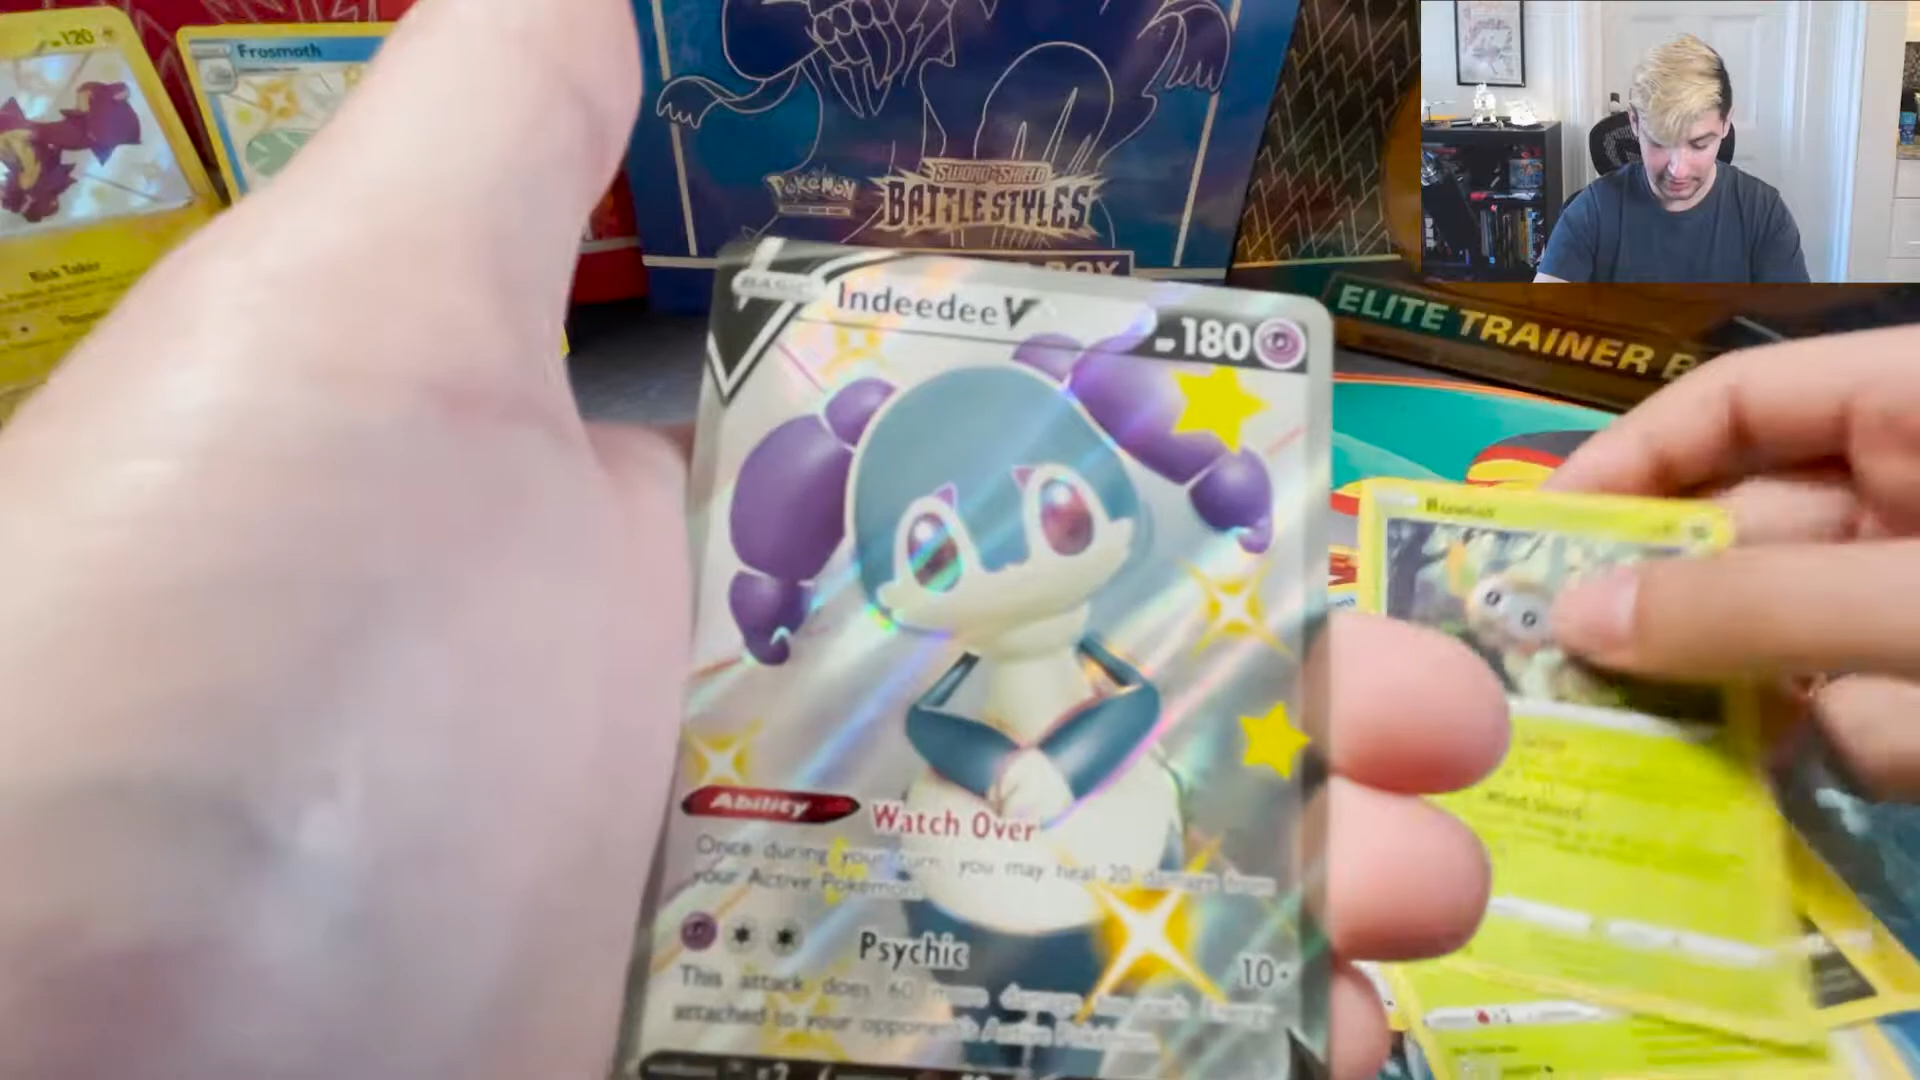 120
Frosmoth
Risk Taker
Pokémon
SWORD & SHIELD
BATTLE STYLES
BOX
ELITE TRAINER B
BASIC
Indeedee V
180
Ability
Watch Over
Once during your turn, you may heal 20 damage from
your Active Pokémon.
Psychic
10+
This attack does 60 more damage for each Energy
attached to your opponent's Active Pokémon.